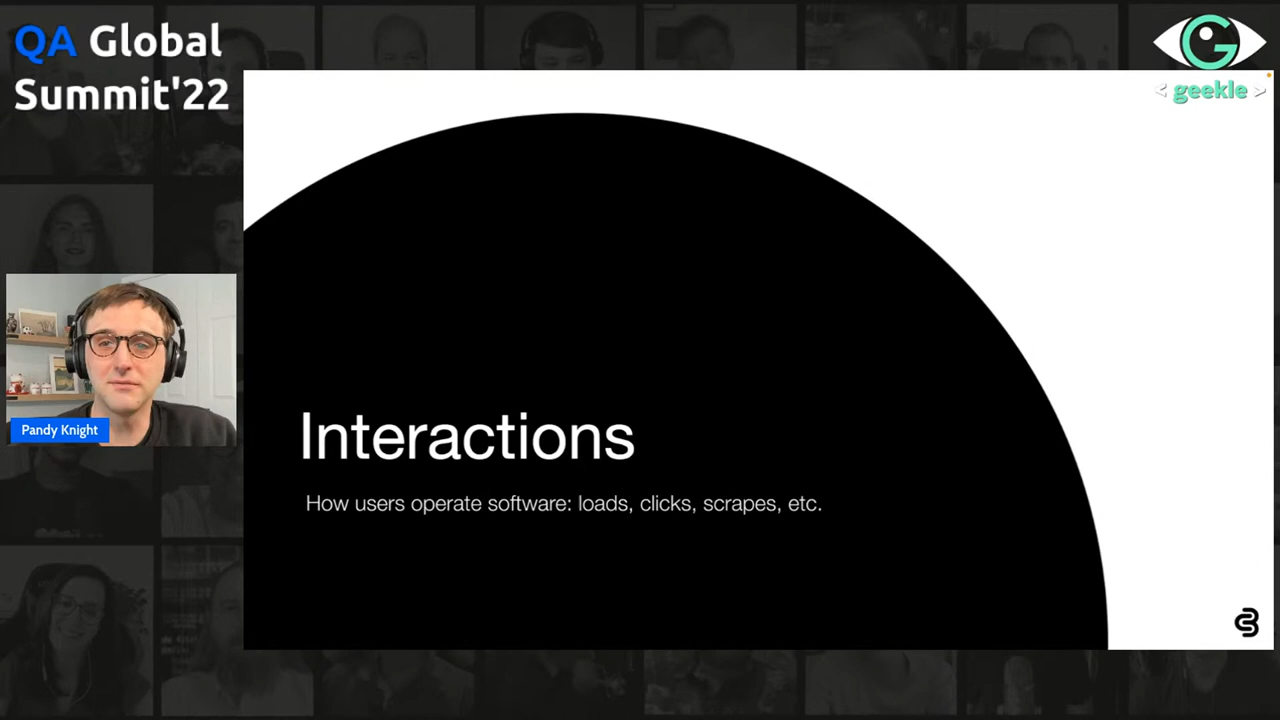 QA Global
Summit'22
< geekle >
Pandy Knight
Interactions
How users operate software: loads, clicks, scrapes, etc.